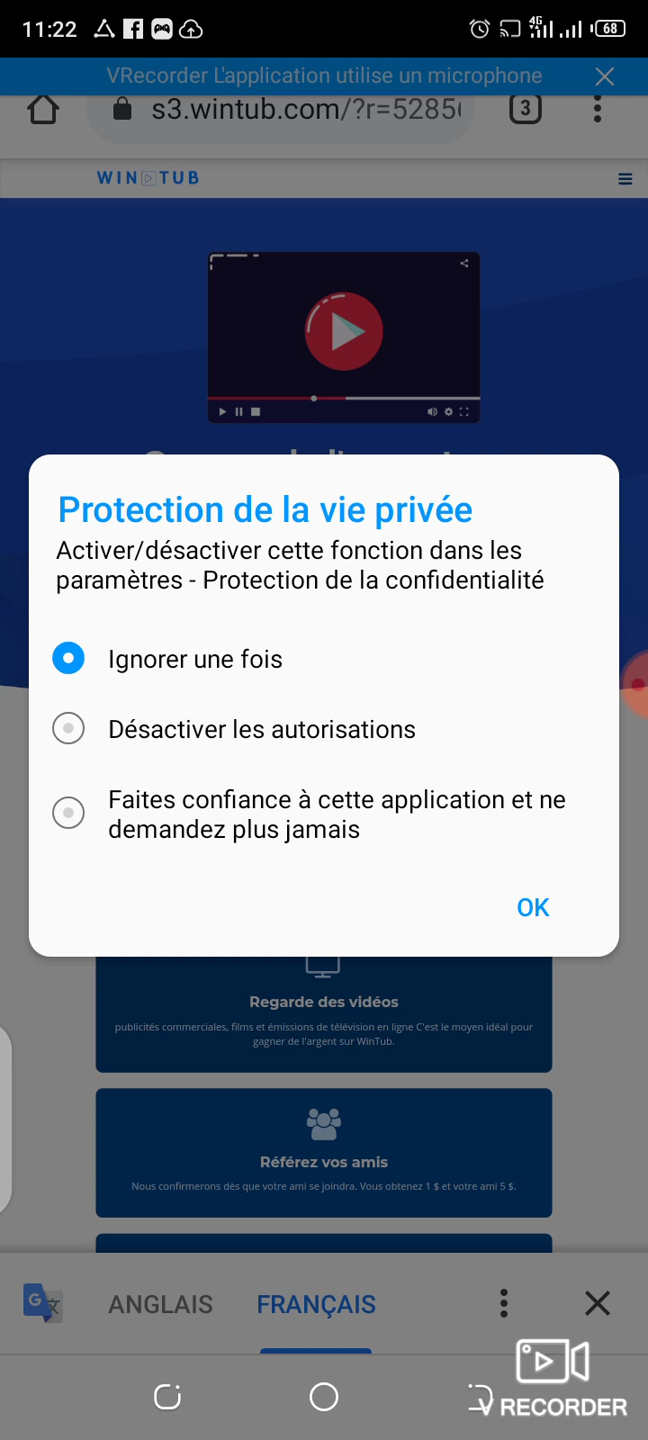 11:22
4G
68
VRecorder L'application utilise un microphone
s3.wintub.com/?r=5285
3
WIN TUB
Protection de la vie privée
Activer/désactiver cette fonction dans les
paramètres - Protection de la confidentialité
Ignorer une fois
Désactiver les autorisations
Faites confiance à cette application et ne
demandez plus jamais
OK
Regarde des vidéos
publicités commerciales, films et émissions de télévision en ligne C'est le moyen idéal pour
gagner de l'argent sur WinTub.
Référez vos amis
Nous confirmerons dès que votre ami se joindra. Vous obtenez 1 $ et votre ami 5 $.
G
ANGLAIS
FRANÇAIS
V RECORDER